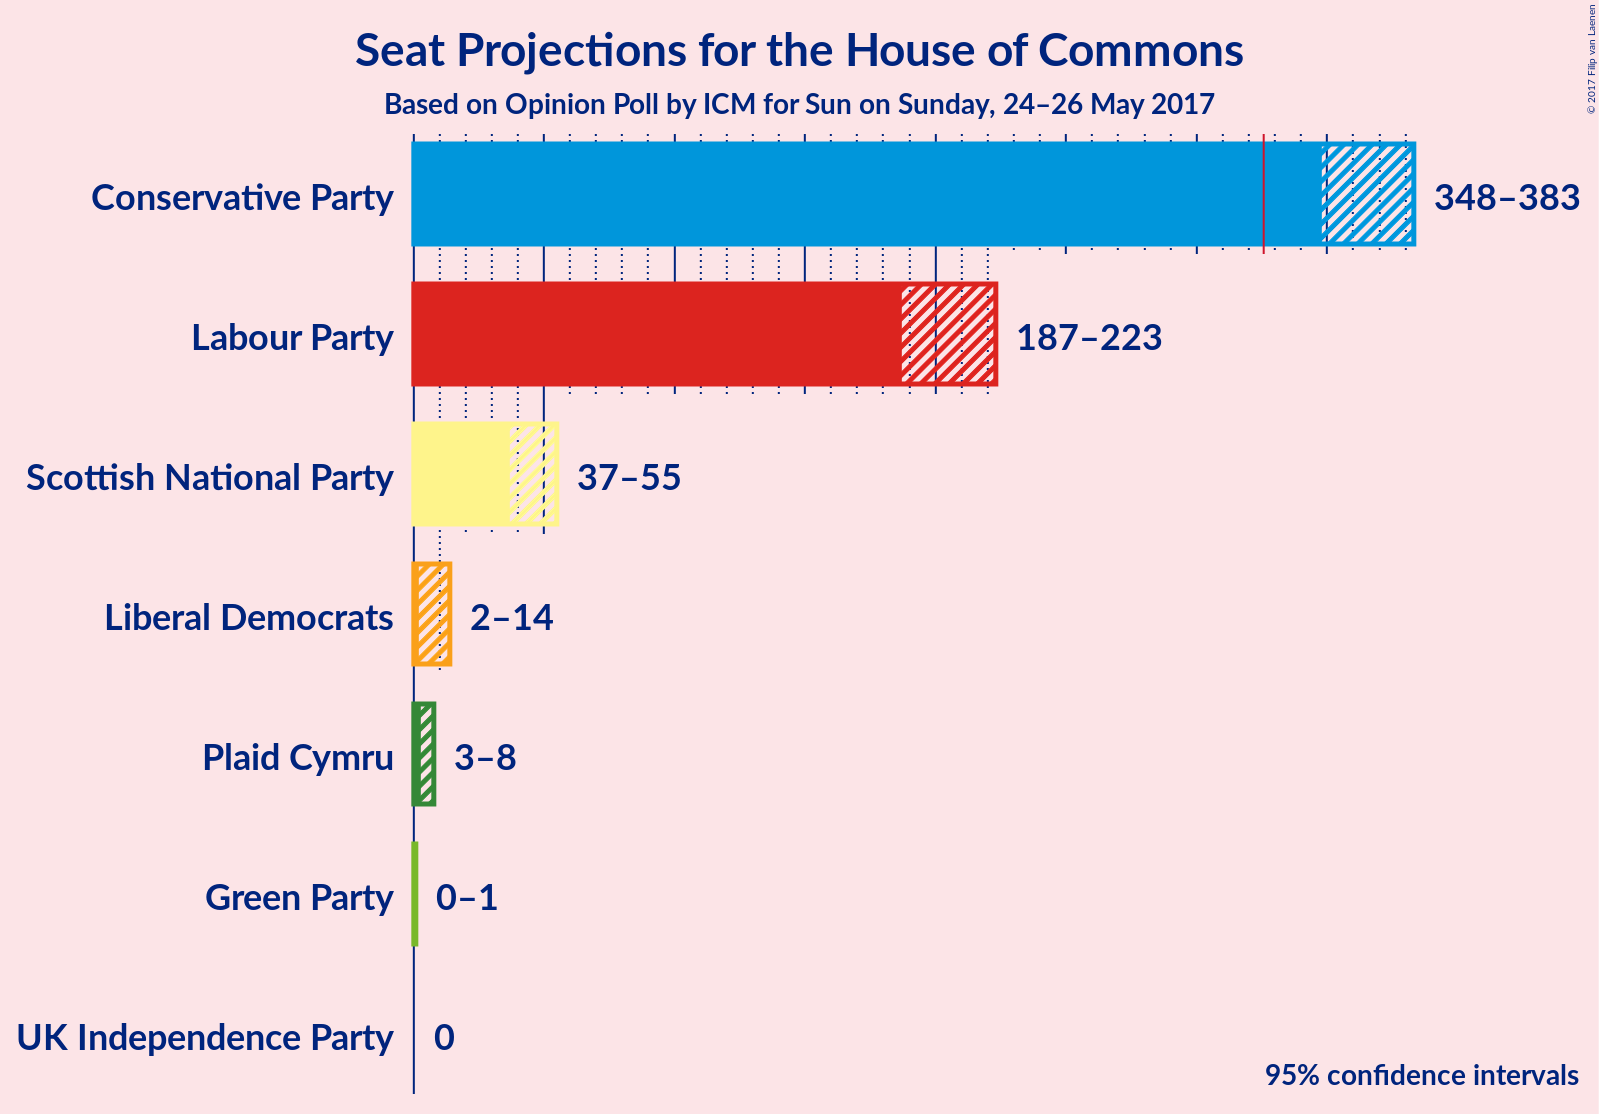 Seat Projections for the House of Commons
Based on Opinion Poll by ICM for Sun on Sunday, 24–26 May 2017
© 2017 Filip van Laenen
Conservative Party 348–383
Labour Party 187–223
Scottish National Party 37–55
Liberal Democrats 2–14
Plaid Cymru 3–8
Green Party 0–1
UK Independence Party 0
95% confidence intervals